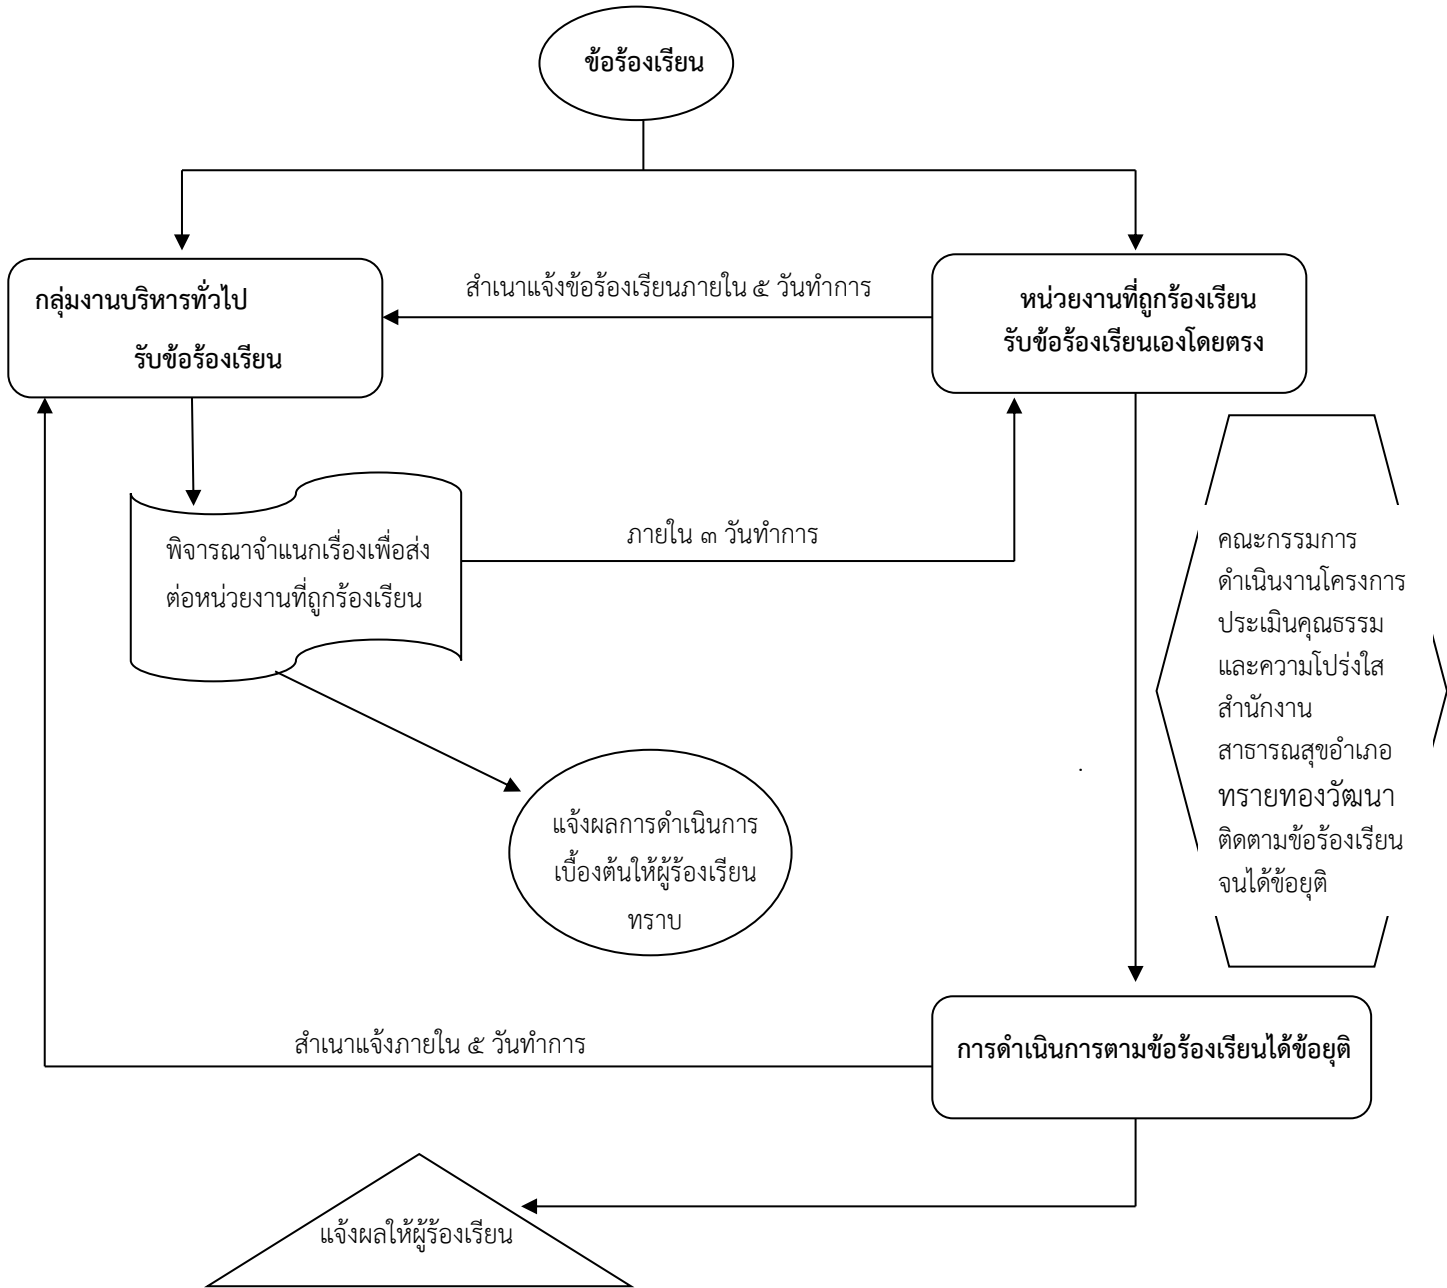 ข้อร้องเรียน
กลุ่มงานบริหารทั่วไป
รับข้อร้องเรียน
สำเนาแจ้งข้อร้องเรียนภายใน ๕ วันทำการ
หน่วยงานที่ถูกร้องเรียน
รับข้อร้องเรียนเองโดยตรง
พิจารณาจำแนกเรื่องเพื่อส่ง
ต่อหน่วยงานที่ถูกร้องเรียน
ภายใน ๓ วันทำการ
คณะกรรมการ
ดำเนินงานโครงการ
ประเมินคุณธรรม
และความโปร่งใส
สำนักงาน
สาธารณสุขอำเภอ
ทรายทองวัฒนา
ติดตามข้อร้องเรียน
จนได้ข้อยุติ
แจ้งผลการดำเนินการ
เบื้องต้นให้ผู้ร้องเรียน
ทราบ
สำเนาแจ้งภายใน ๕ วันทำการ
การดำเนินการตามข้อร้องเรียนได้ข้อยุติ
แจ้งผลให้ผู้ร้องเรียน